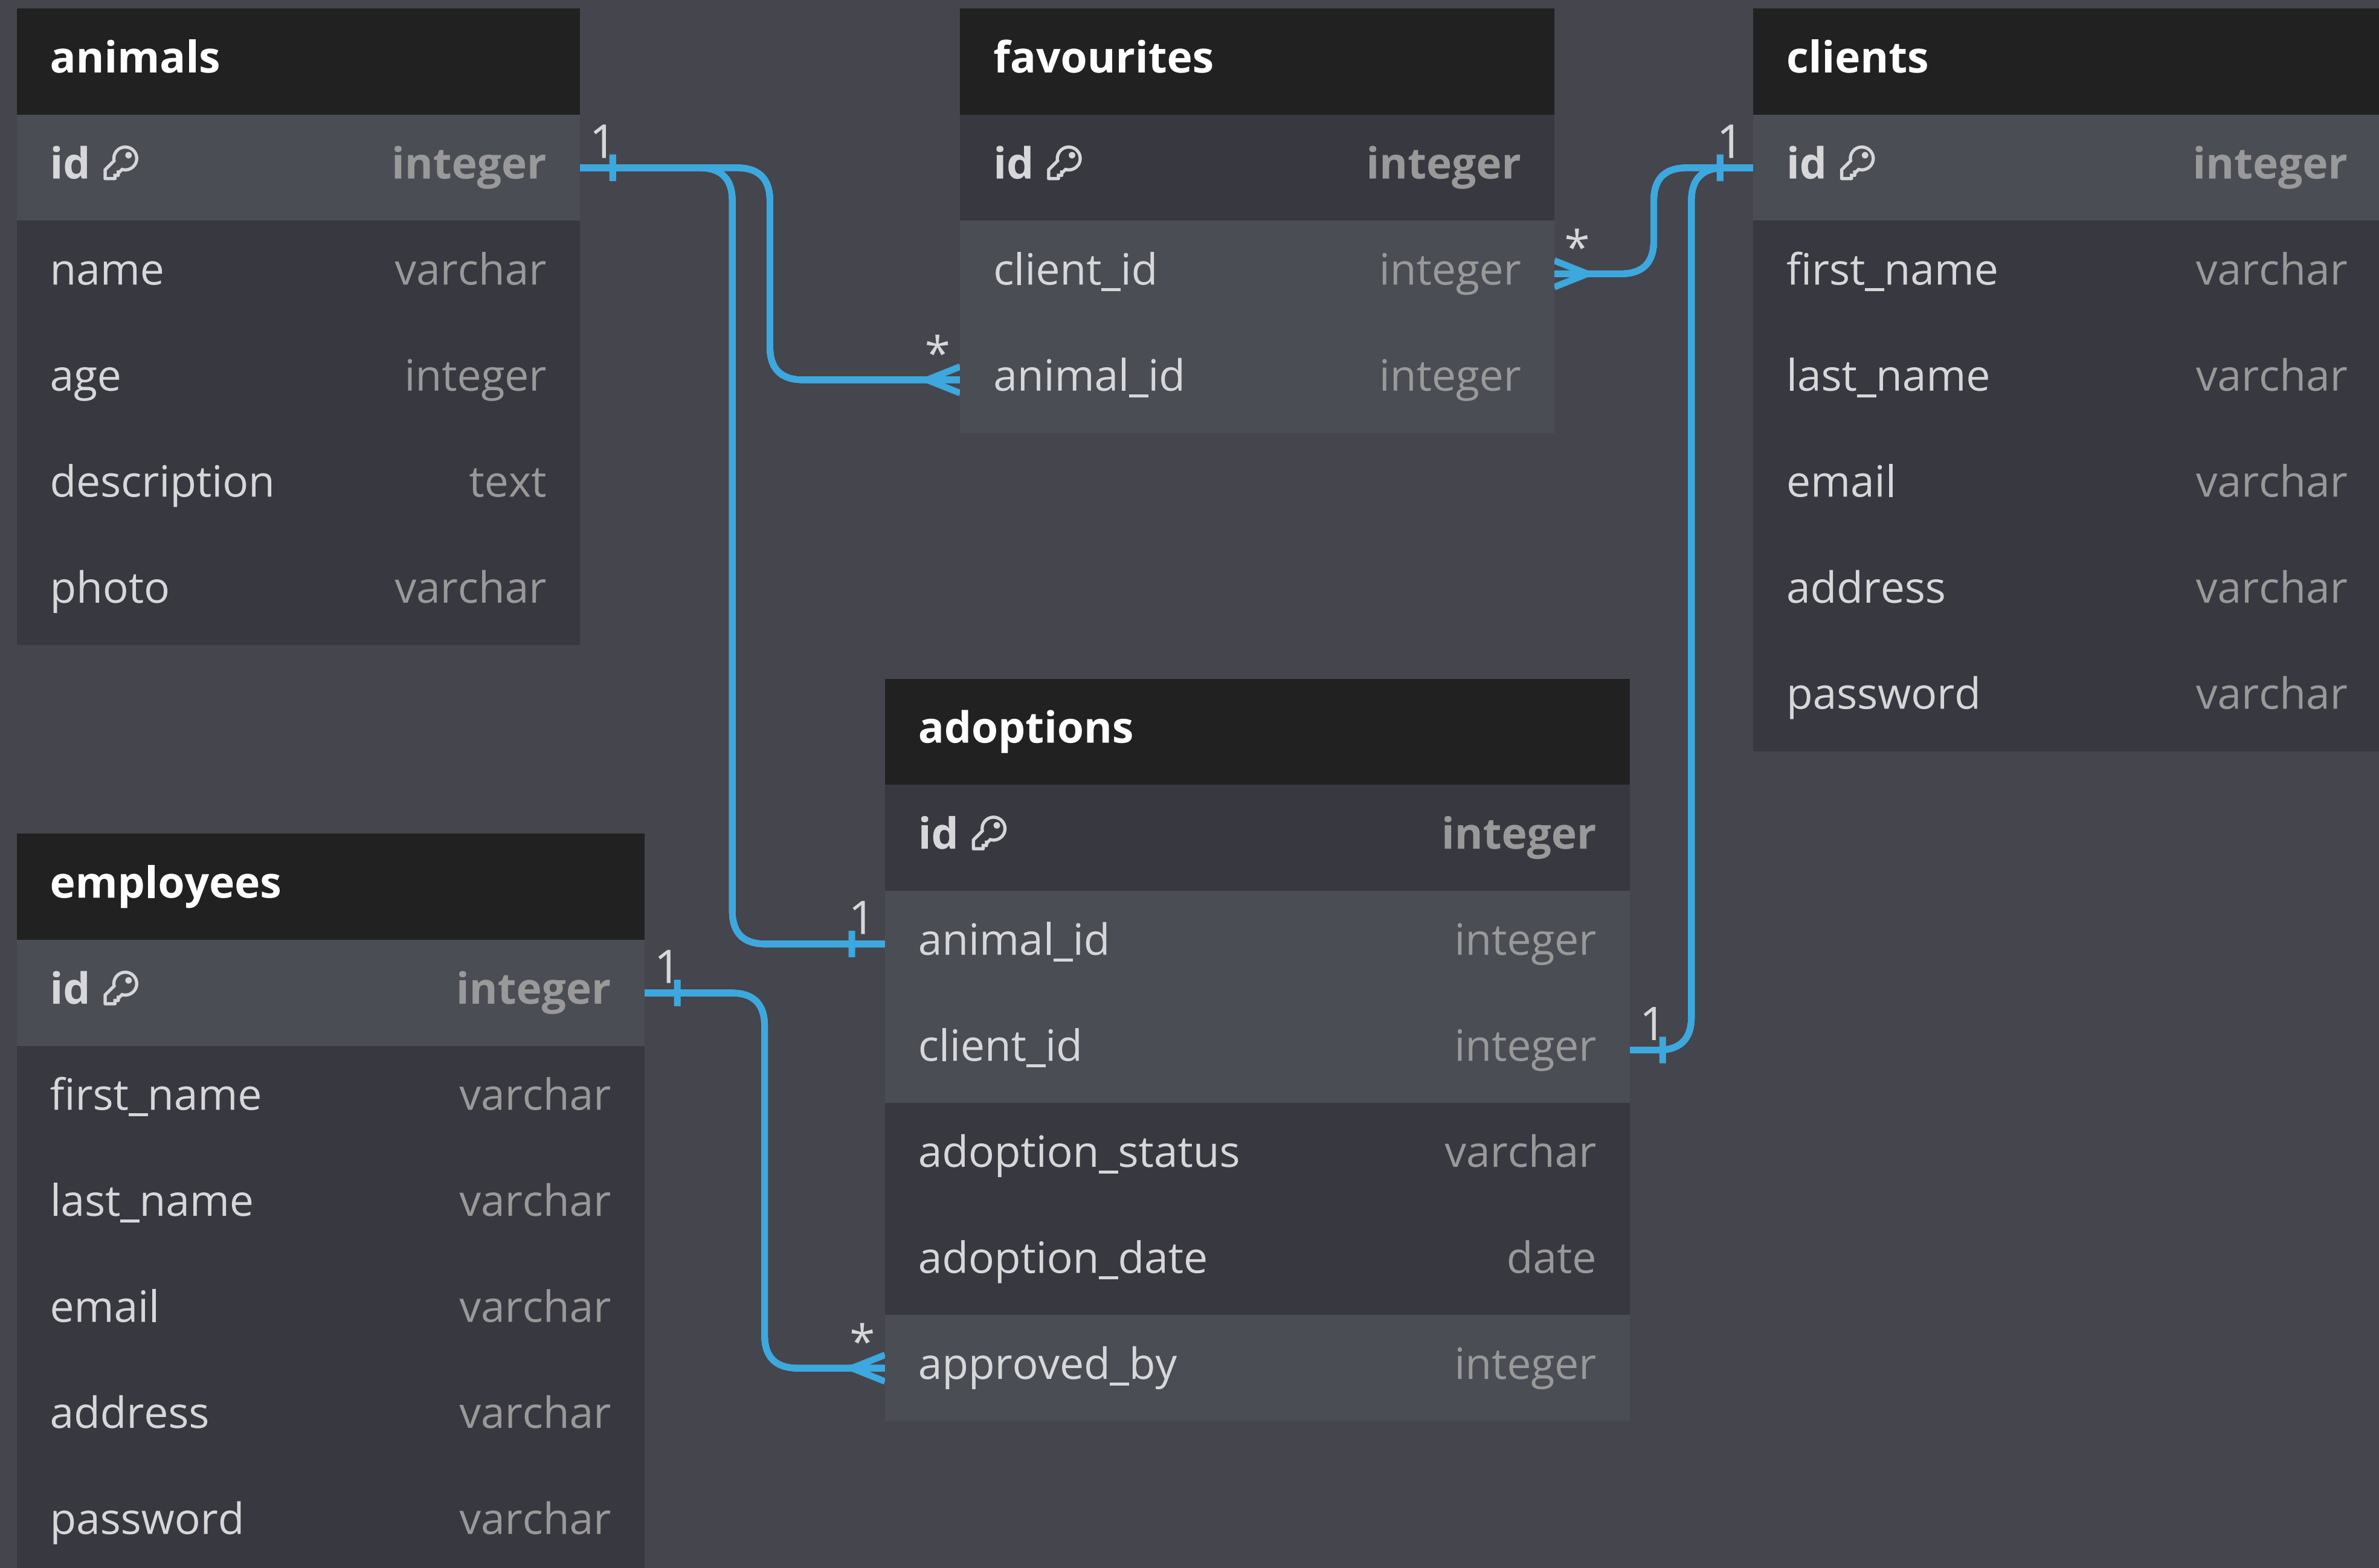 animals
id integer
name varchar
age integer
description text
photo varchar
favourites
id integer
client_id integer
animal_id integer
clients
id integer
first_name varchar
last_name varchar
email varchar
address varchar
password varchar
adoptions
id integer
animal_id integer
client_id integer
adoption_status varchar
adoption_date date
approved_by integer
employees
id integer
first_name varchar
last_name varchar
email varchar
address varchar
password varchar
1
*
*
1
1
1
1
*